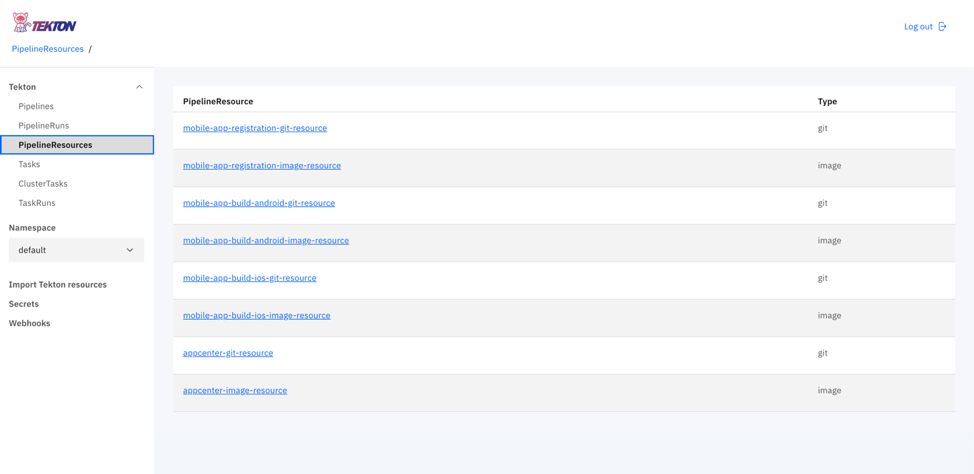 TEKTON
Log out
PipelineResources /
Tekton
Pipelines
PipelineRuns
PipelineResources
Tasks
ClusterTasks
TaskRuns
Namespace
default
Import Tekton resources
Secrets
Webhooks
PipelineResource Type
mobile-app-registration-git-resource git
mobile-app-registration-image-resource image
mobile-app-build-android-git-resource git
mobile-app-build-android-image-resource image
mobile-app-build-ios-git-resource git
mobile-app-build-ios-image-resource image
appcenter-git-resource git
appcenter-image-resource image